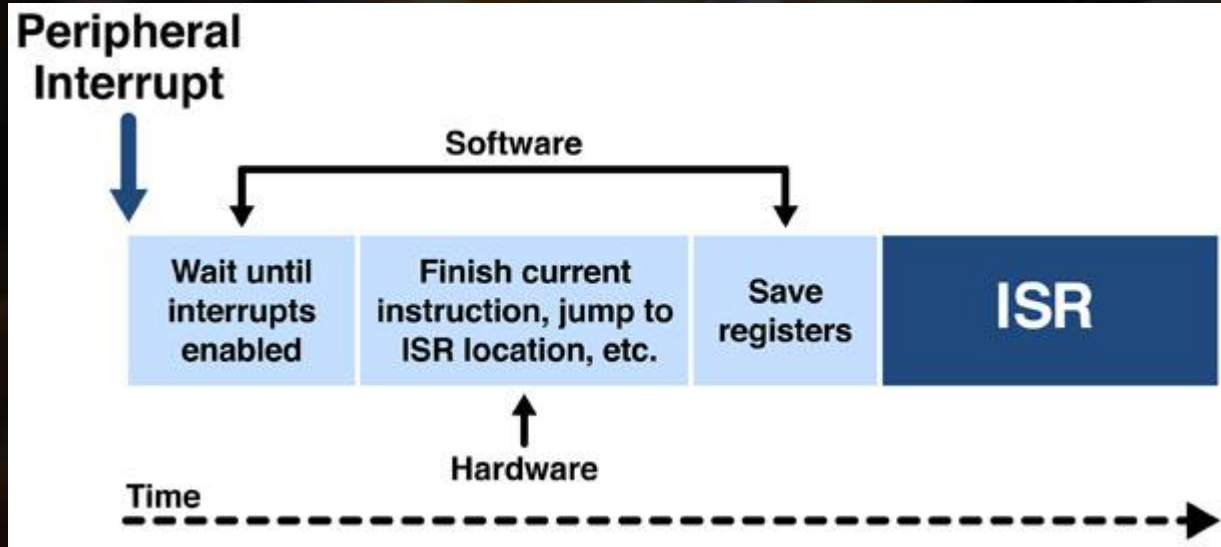 Peripheral
Interrupt
Software
Wait until
interrupts
enabled
Finish current
instruction, jump to
ISR location, etc.
Save
registers
ISR
Hardware
Time